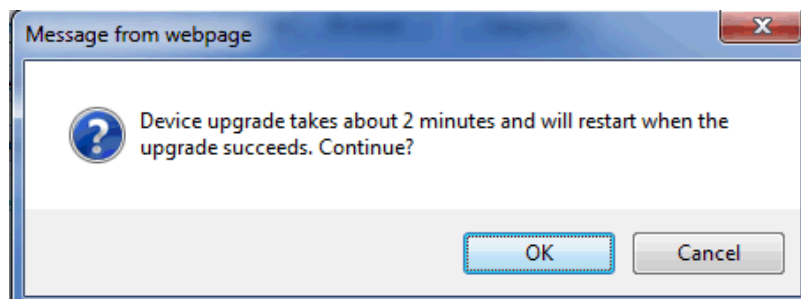 Message from webpage
Device upgrade takes about 2 minutes and will restart when the
upgrade succeeds. Continue?
OK
Cancel